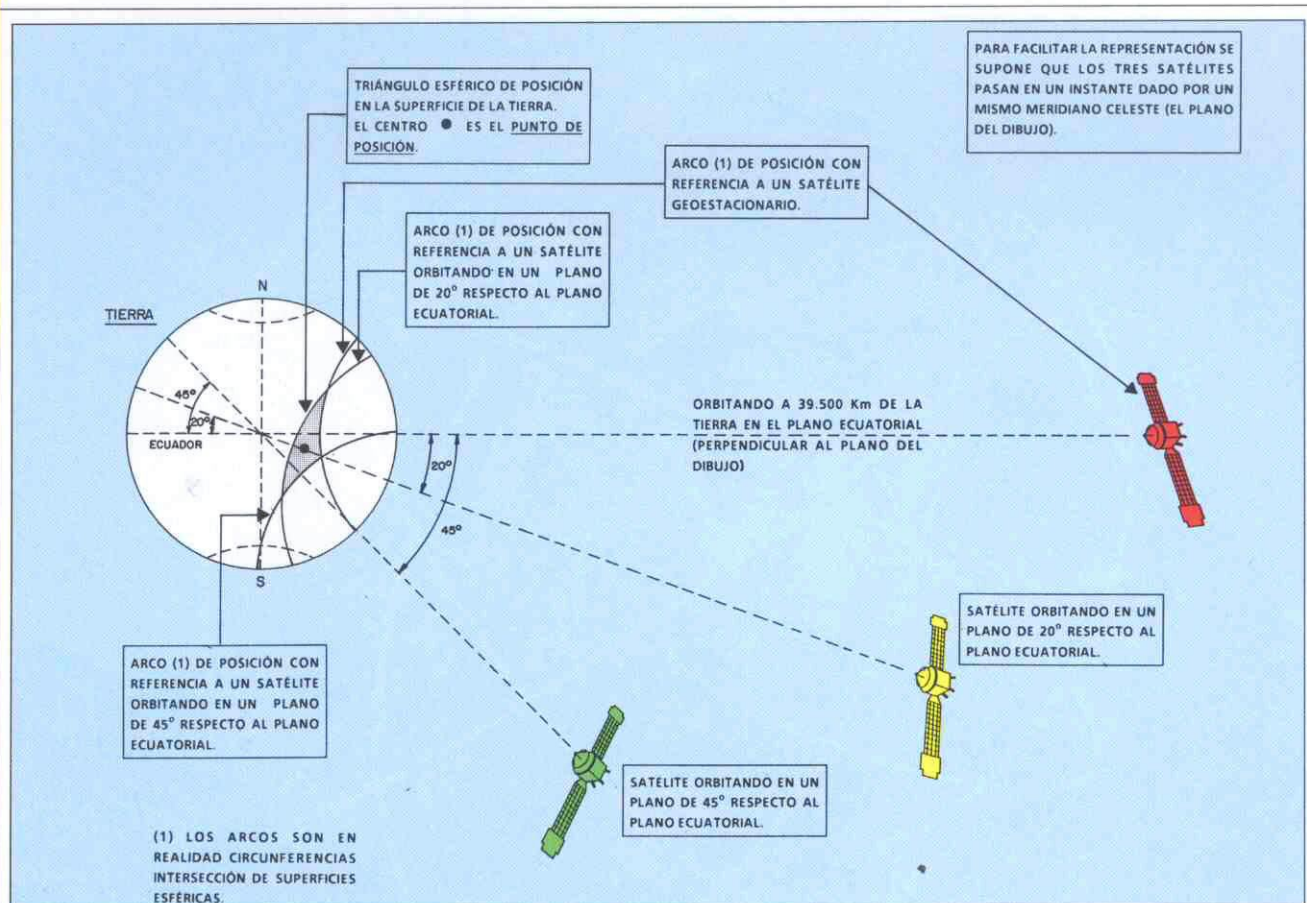 PARA FACILITAR LA REPRESENTACIÓN SE
SUPONE QUE LOS TRES SATÉLITES
PASAN EN UN INSTANTE DADO POR UN
MISMO MERIDIANO CELESTE (EL PLANO
DEL DIBUJO).
TRIÁNGULO ESFÉRICO DE POSICIÓN
EN LA SUPERFICIE DE LA TIERRA.
EL CENTRO ● ES EL PUNTO DE
POSICIÓN.
ARCO (1) DE POSICIÓN CON
REFERENCIA A UN SATÉLITE
GEOESTACIONARIO.
ARCO (1) DE POSICIÓN CON
REFERENCIA A UN SATÉLITE
ORBITANDO EN UN PLANO
DE 20° RESPECTO AL PLANO
ECUATORIAL.
TIERRA
N
45°
20°
ECUADOR
S
20°
45°
ORBITANDO A 39.500 Km DE LA
TIERRA EN EL PLANO ECUATORIAL
(PERPENDICULAR AL PLANO DEL
DIBUJO)
SATÉLITE ORBITANDO EN UN
PLANO DE 20° RESPECTO AL
PLANO ECUATORIAL.
ARCO (1) DE POSICIÓN CON
REFERENCIA A UN SATÉLITE
ORBITANDO EN UN PLANO
DE 45° RESPECTO AL PLANO
ECUATORIAL.
SATÉLITE ORBITANDO EN UN
PLANO DE 45° RESPECTO AL
PLANO ECUATORIAL.
(1) LOS ARCOS SON EN
REALIDAD CIRCUNFERENCIAS
INTERSECCIÓN DE SUPERFICIES
ESFÉRICAS.